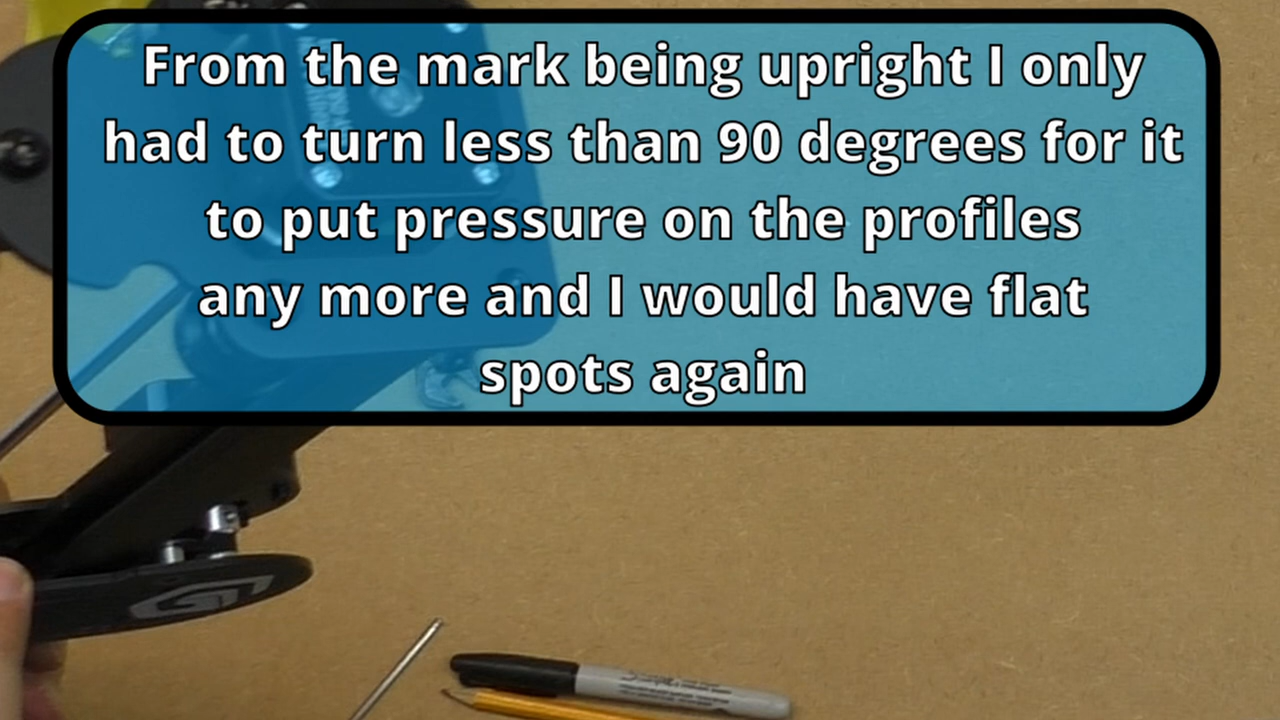 From the mark being upright I only
had to turn less than 90 degrees for it
to put pressure on the profiles
any more and I would have flat
spots again